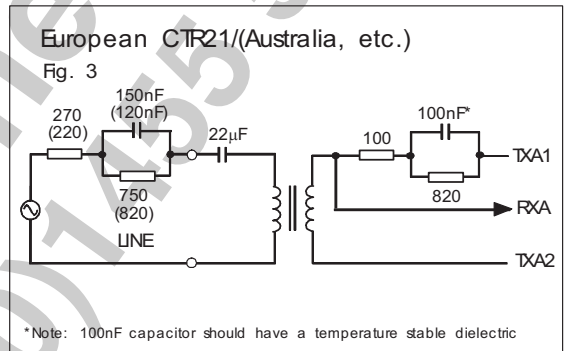 European CTR21/(Australia, etc.)
Fig. 3
270
(220)
150nF
(120nF)
22µF
100
100nF*
TXA1
750
(820)
820
RXA
LINE
TXA2
*Note: 100nF capacitor should have a temperature stable dielectric